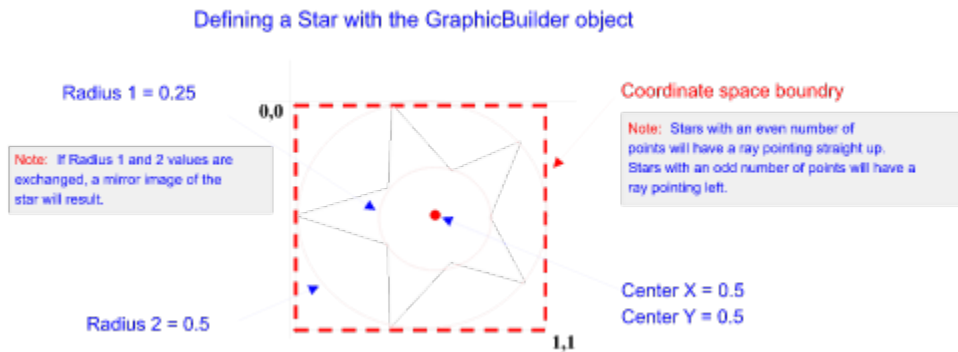 Defining a Star with the GraphicBuilder object
Radius 1 = 0.25
0,0
Coordinate space boundry
Note: If Radius 1 and 2 values are
exchanged, a mirror image of the
star will result.
Note: Stars with an even number of
points will have a ray pointing straight up.
Stars with an odd number of points will have a
ray pointing left.
Radius 2 = 0.5
Center X = 0.5
Center Y = 0.5
1,1